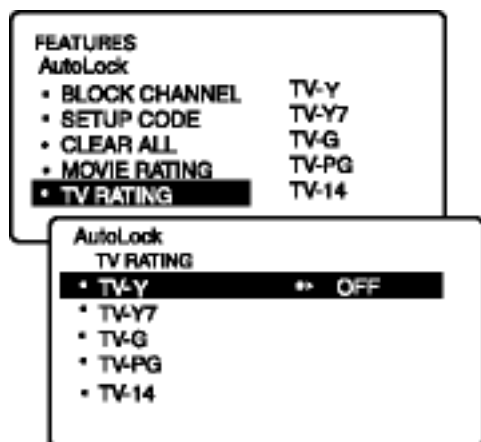 FEATURES
AutoLock
• BLOCK CHANNEL TV-Y
• SETUP CODE TV-Y7
• CLEAR ALL TV-G
• MOVIE RATING TV-PG
• TV RATING TV-14
AutoLock
TV RATING
• TV-Y OFF
• TV-Y7
• TV-G
• TV-PG
• TV-14